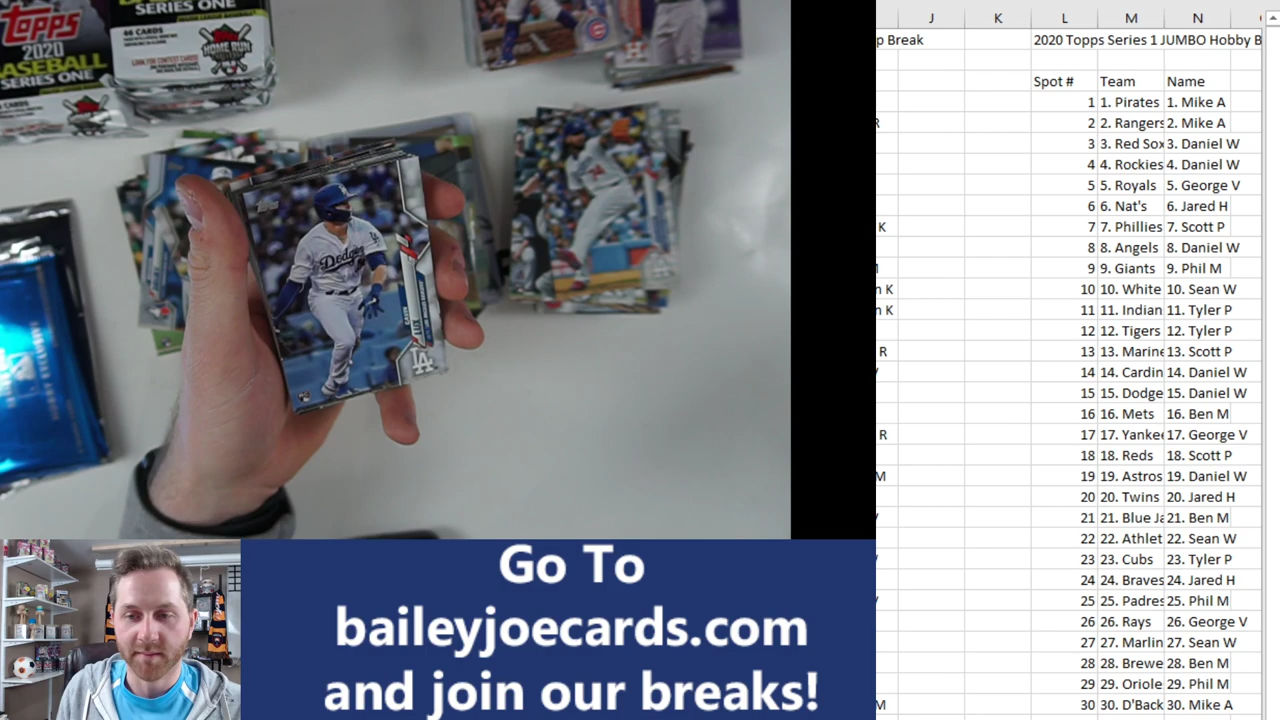 Topps
2020
BASEBALL
SERIES ONE
SERIES ONE
46 CARDS
HOME RUN
Dodgers
LA
Go To
baileyjoecards.com
and join our breaks!
J K L M N
p Break 2020 Topps Series 1 JUMBO Hobby B
Spot # Team Name
1 1. Pirates 1. Mike A
R 2 2. Rangers 2. Mike A
3 3. Red Sox 3. Daniel W
4 4. Rockies 4. Daniel W
5 5. Royals 5. George V
6 6. Nat's 6. Jared H
K 7 7. Phillies 7. Scott P
8 8. Angels 8. Daniel W
M 9 9. Giants 9. Phil M
n K 10 10. White 10. Sean W
n K 11 11. Indian 11. Tyler P
12 12. Tigers 12. Tyler P
R 13 13. Marine 13. Scott P
14 14. Cardin 14. Daniel W
15 15. Dodge 15. Daniel W
16 16. Mets 16. Ben M
R 17 17. Yankee 17. George V
18 18. Reds 18. Scott P
M 19 19. Astros 19. Daniel W
20 20. Twins 20. Jared H
21 21. Blue Ja 21. Ben M
22 22. Athlet 22. Sean W
23 23. Cubs 23. Tyler P
24 24. Braves 24. Jared H
25 25. Padres 25. Phil M
26 26. Rays 26. George V
27 27. Marlin 27. Sean W
28 28. Brewe 28. Ben M
29 29. Oriole 29. Phil M
M 30 30. D'Back 30. Mike A